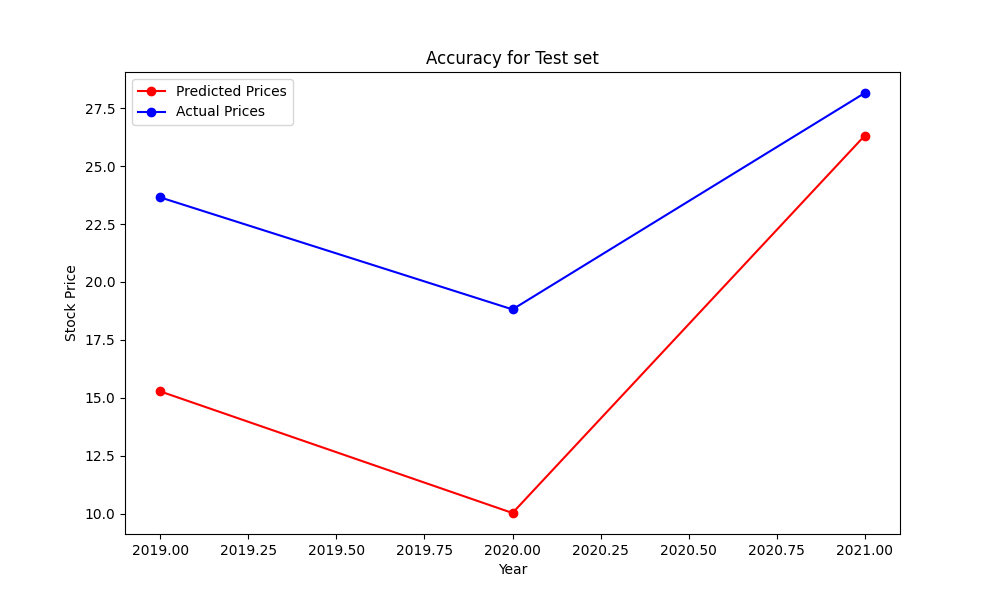 Accuracy for Test set
Predicted Prices
Actual Prices
27.5
25.0
22.5
20.0
17.5
15.0
12.5
10.0
Stock Price
2019.00 2019.25 2019.50 2019.75 2020.00 2020.25 2020.50 2020.75 2021.00
Year